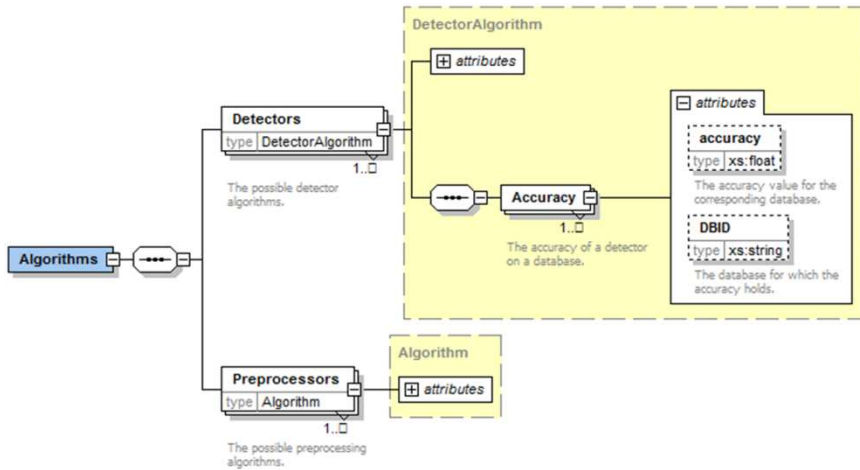 DetectorAlgorithm
attributes
Detectors
type DetectorAlgorithm
1..□
The possible detector
algorithms.
Accuracy
1..□
The accuracy of a detector
on a database.
attributes
accuracy
type xs:float
The accuracy value for the
corresponding database.
DBID
type xs:string
The database for which the
accuracy holds.
Algorithms
Algorithm
Preprocessors
type Algorithm
1..□
The possible preprocessing
algorithms.
attributes